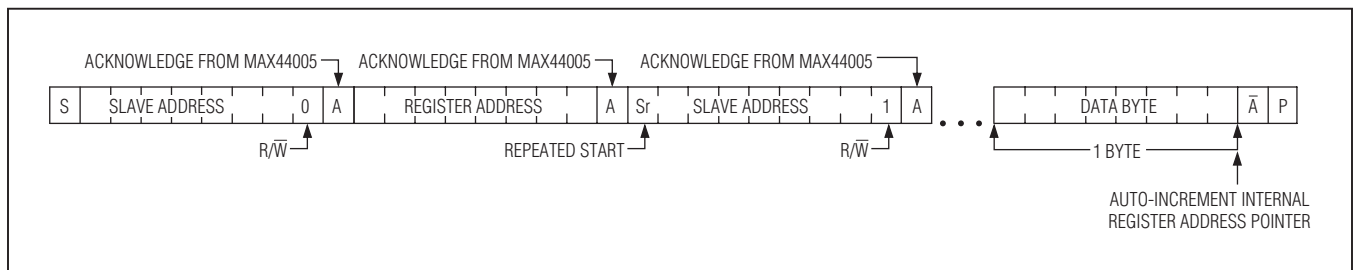 ACKNOWLEDGE FROM MAX44005 ACKNOWLEDGE FROM MAX44005 ACKNOWLEDGE FROM MAX44005
S SLAVE ADDRESS 0 A REGISTER ADDRESS A Sr SLAVE ADDRESS 1 A • • • DATA BYTE A̅ P
R/W̅ REPEATED START R/W̅ 1 BYTE
AUTO-INCREMENT INTERNAL
REGISTER ADDRESS POINTER